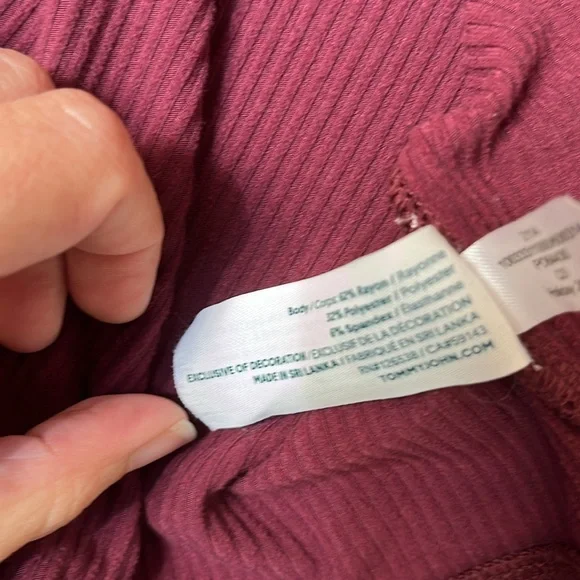 Body / Corps: 62% Rayon / Rayonne
32% Polyester / Polyester
6% Spandex / Élasthanne
EXCLUSIVE OF DECORATION / EXCLUSIF DE LA DÉCORATION
MADE IN SRI LANKA / FABRIQUÉ EN SRI LANKA
RN#126638 / CA#59143
TOMMYJOHN.COM